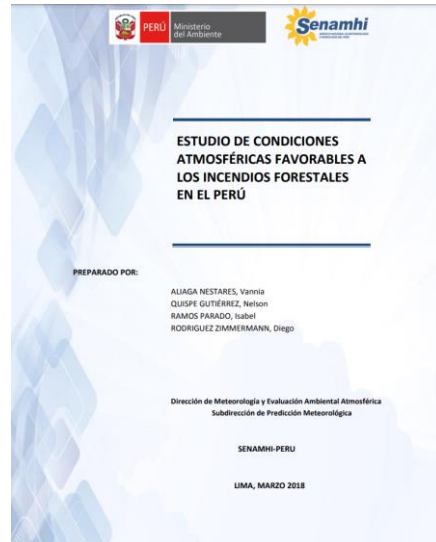 PERÚ
Ministerio
del Ambiente
Senamhi
ESTUDIO DE CONDICIONES
ATMOSFÉRICAS FAVORABLES A
LOS INCENDIOS FORESTALES
EN EL PERÚ
PREPARADO POR:
ALIAGA NESTARES, Vannia
QUISPE GUTIÉRREZ, Nelson
RAMOS PARADO, Isabel
RODRIGUEZ ZIMMERMANN, Diego
Dirección de Meteorología y Evaluación Ambiental Atmosférica
Subdirección de Predicción Meteorológica
SENAMHI-PERU
LIMA, MARZO 2018